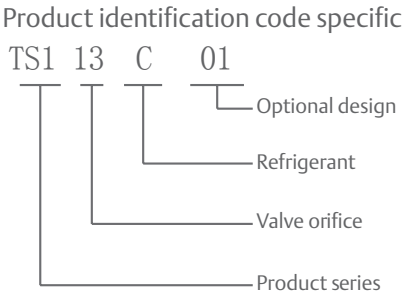 Product identification code specific
TS1 13 C 01
Optional design
Refrigerant
Valve orifice
Product series